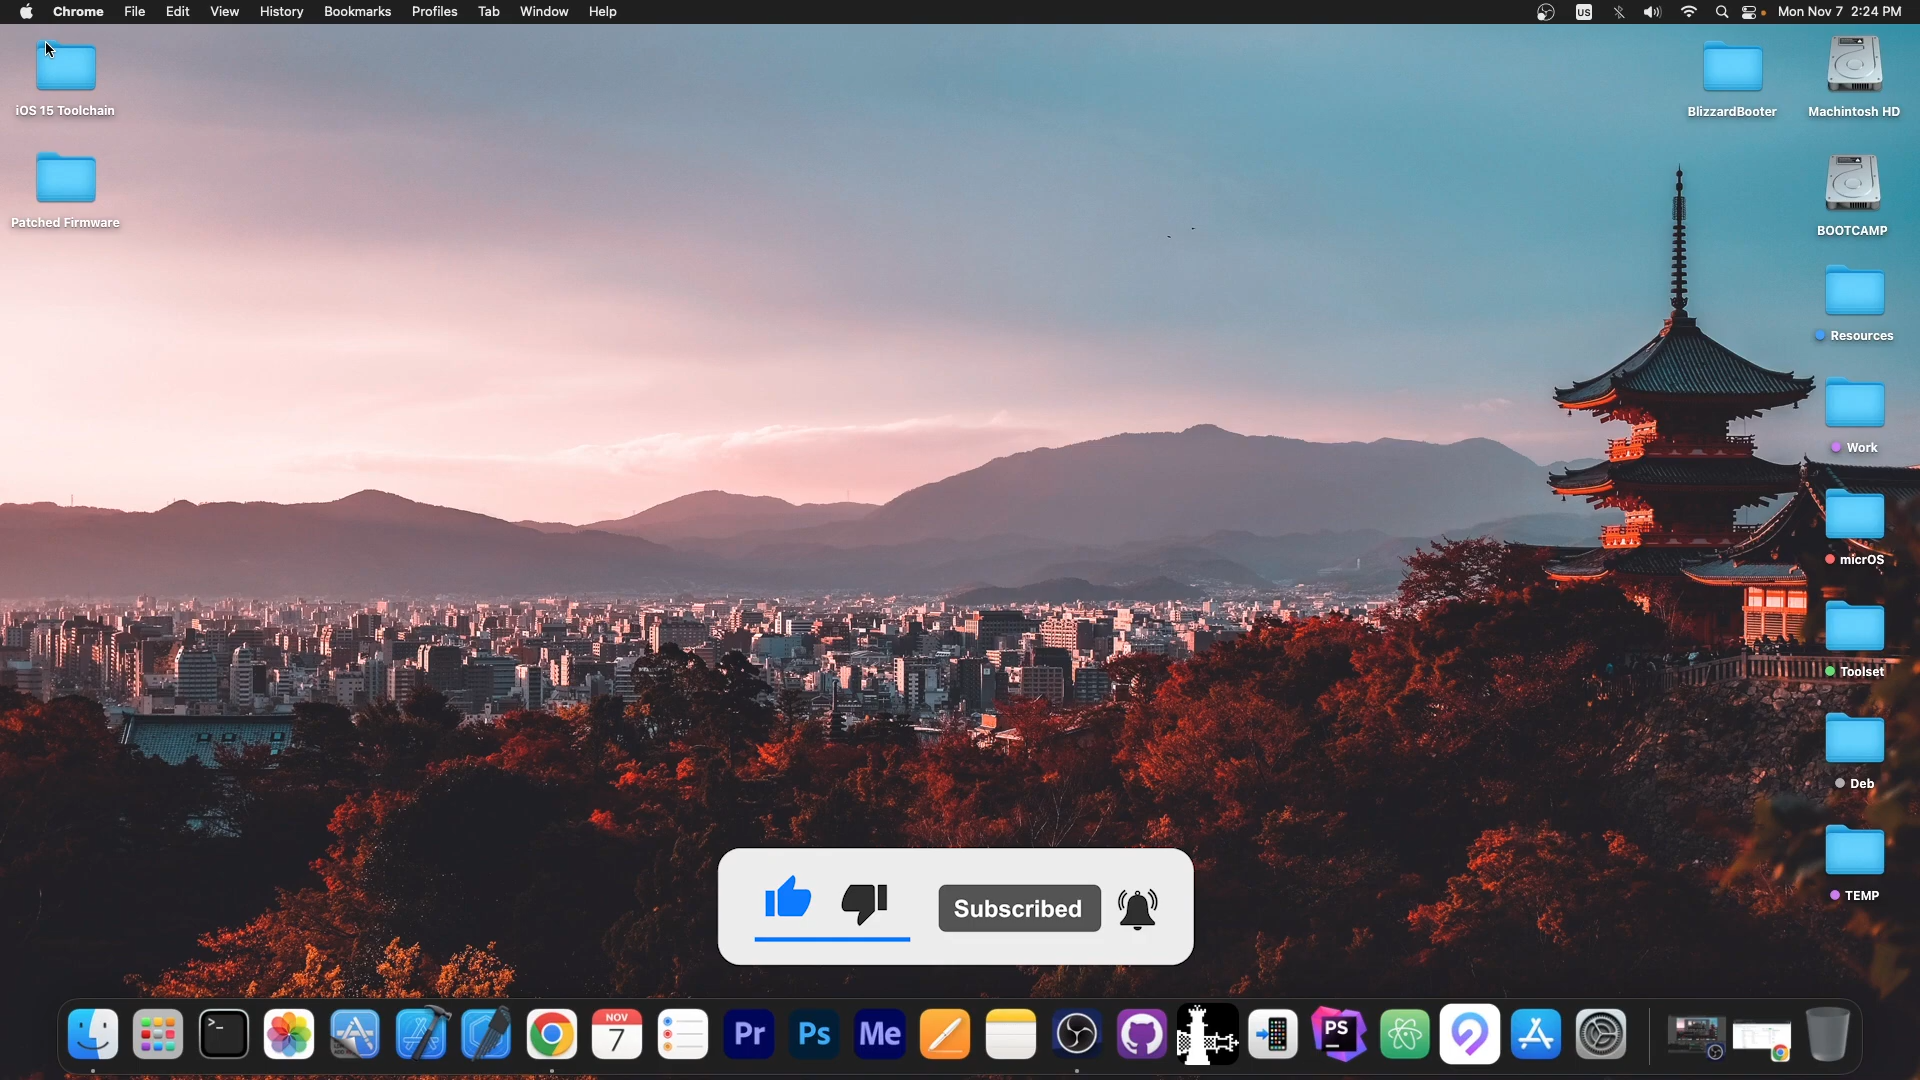 Chrome File Edit View History Bookmarks Profiles Tab Window Help
US
Mon Nov 7 2:24 PM
iOS 15 Toolchain
BlizzardBooter
Machintosh HD
Patched Firmware
BOOTCAMP
Resources
Work
micrOS
Toolset
Deb
TEMP
Subscribed
>_
NOV
7
Pr
Ps
Me
PS